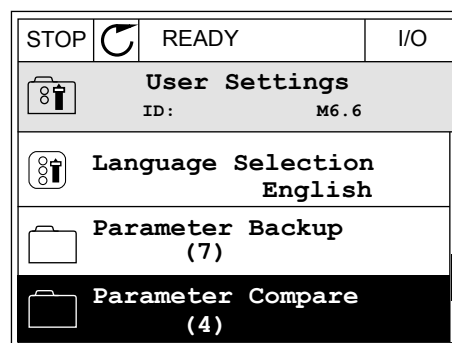 STOP READY I/O
User Settings
ID: M6.6
Language Selection
English
Parameter Backup
(7)
Parameter Compare
(4)